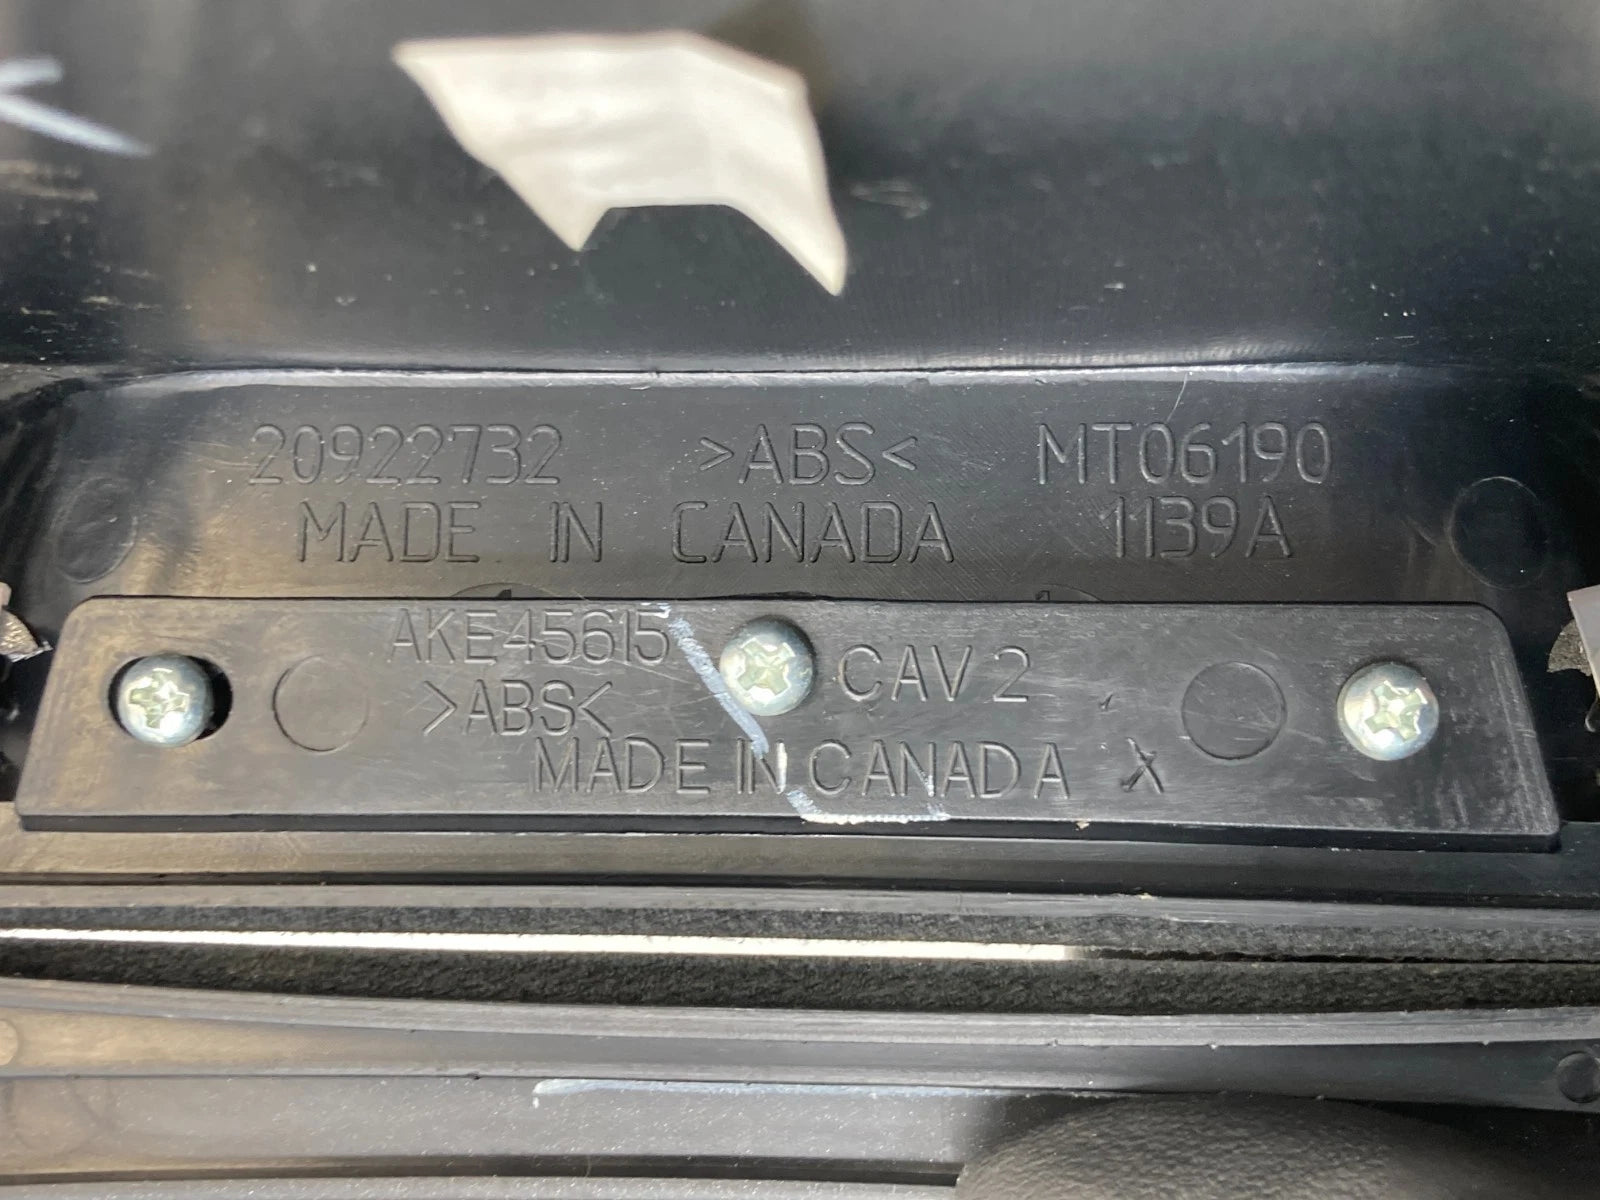 20922732 >ABS< MT06190
MADE IN CANADA 1139A
AKE45615
CAV 2
>ABS<
MADE IN CANADA X